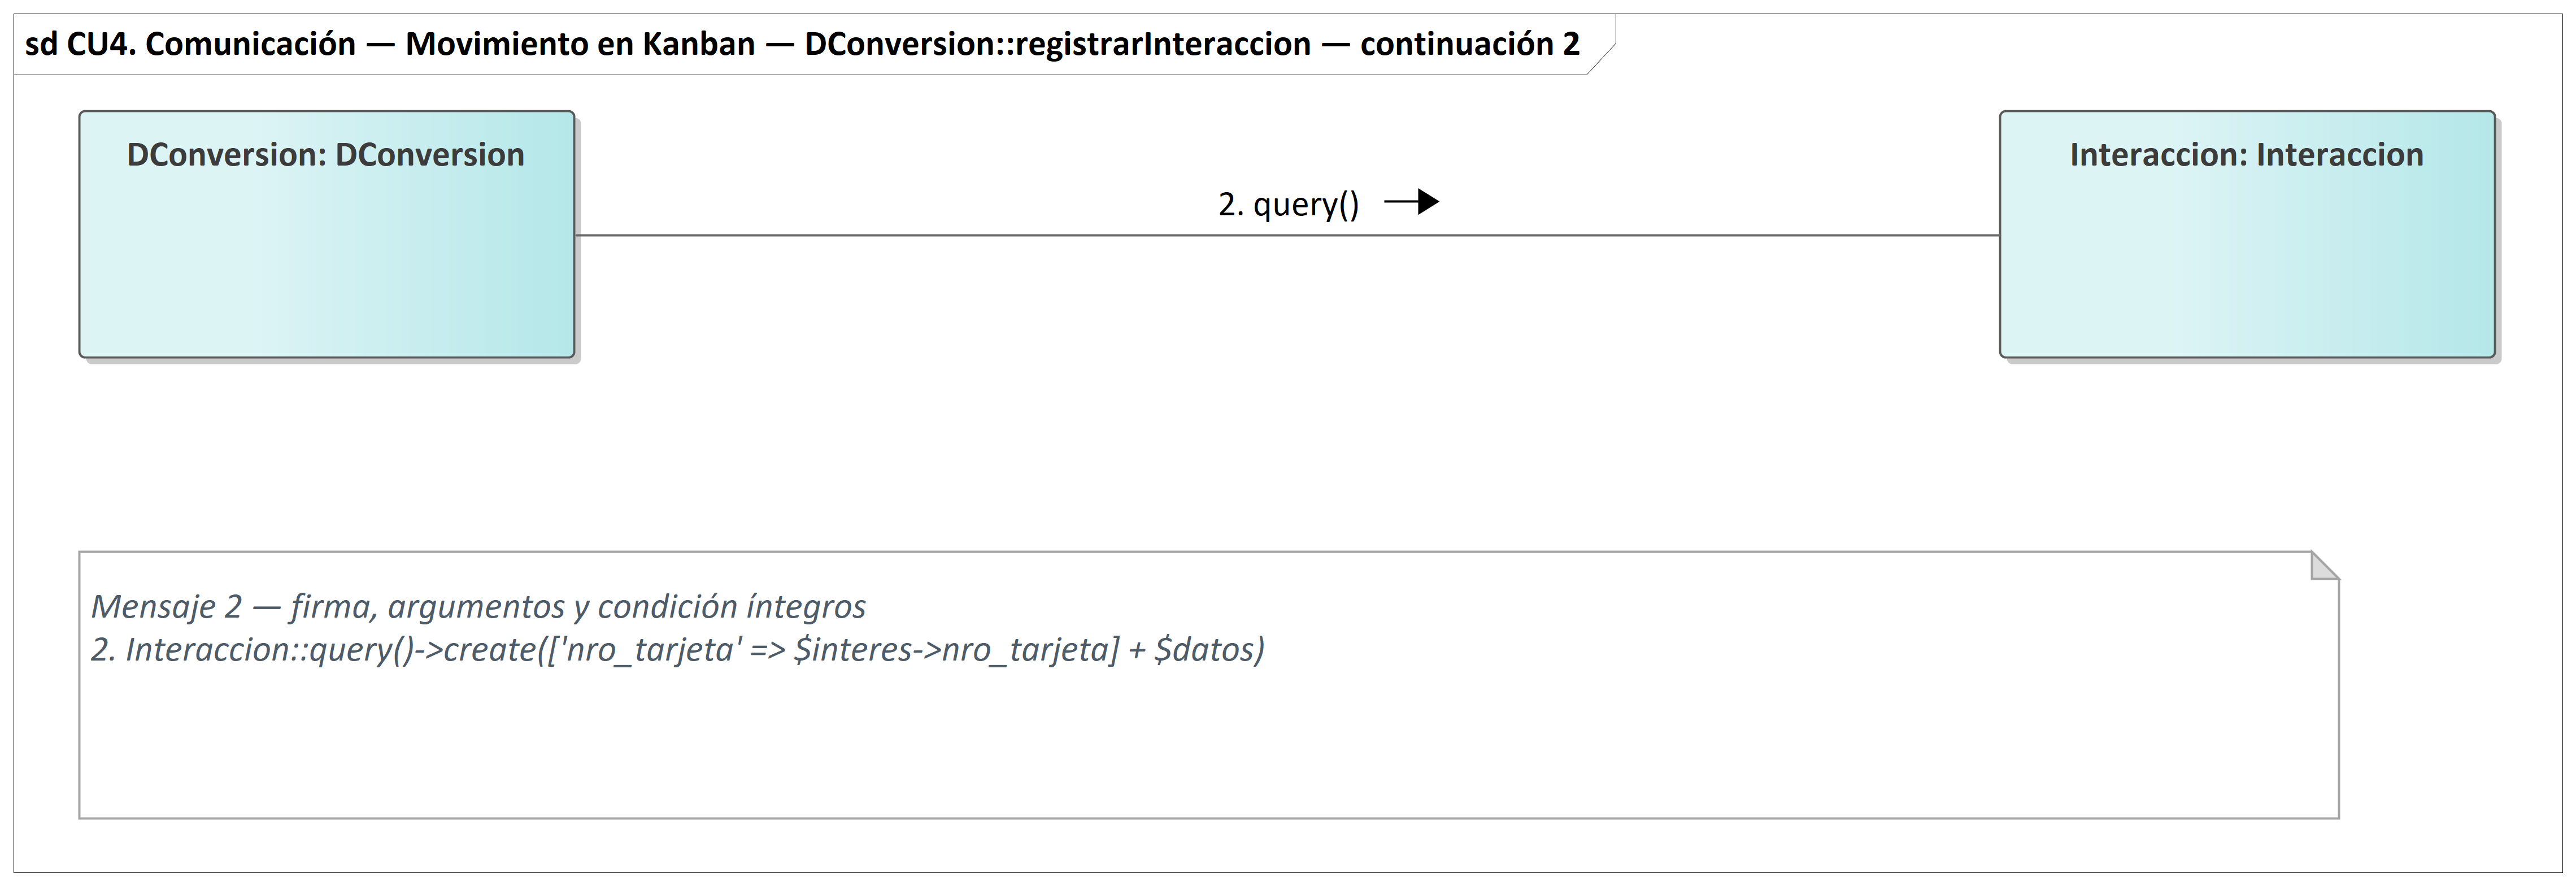 sd CU4. Comunicación — Movimiento en Kanban — DConversion::registrarInteraccion — continuación 2
DConversion: DConversion
Interaccion: Interaccion
2. query()
Mensaje 2 — firma, argumentos y condición íntegros
2. Interaccion::query()->create(['nro_tarjeta' => $interes->nro_tarjeta] + $datos)